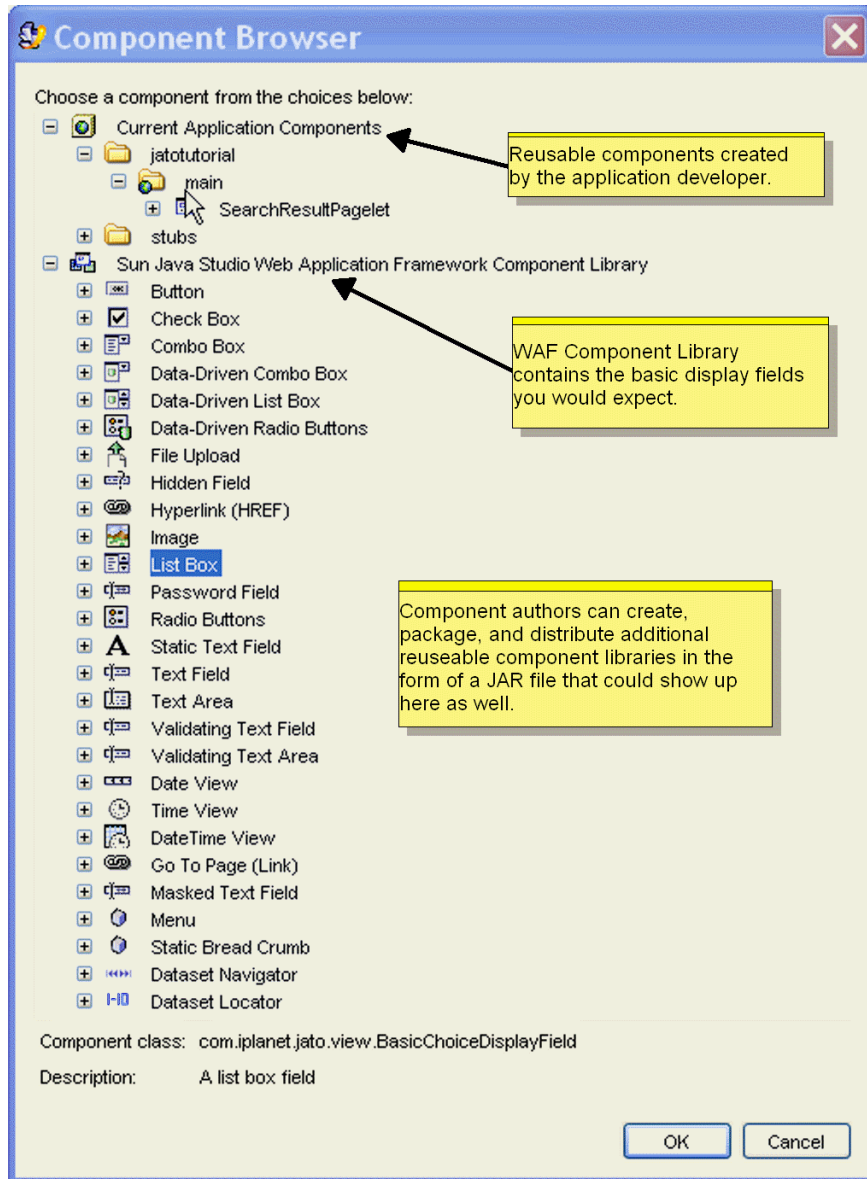 Component Browser
Choose a component from the choices below:
Current Application Components
jatotutorial
main
SearchResultPagelet
stubs
Reusable components created
by the application developer.
Sun Java Studio Web Application Framework Component Library
Button
Check Box
Combo Box
Data-Driven Combo Box
Data-Driven List Box
Data-Driven Radio Buttons
File Upload
Hidden Field
Hyperlink (HREF)
Image
List Box
Password Field
Radio Buttons
Static Text Field
Text Field
Text Area
Validating Text Field
Validating Text Area
Date View
Time View
DateTime View
Go To Page (Link)
Masked Text Field
Menu
Static Bread Crumb
Dataset Navigator
Dataset Locator
WAF Component Library
contains the basic display fields
you would expect.
Component authors can create,
package, and distribute additional
reuseable component libraries in the
form of a JAR file that could show up
here as well.
Component class: com.iplanet.jato.view.BasicChoiceDisplayField
Description: A list box field
OK Cancel